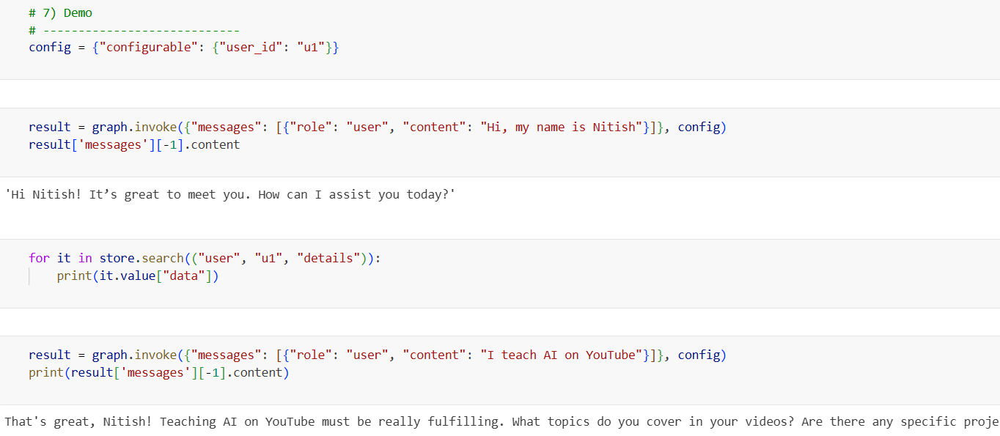 # 7) Demo
# ----------------------------
config = {"configurable": {"user_id": "u1"}}
result = graph.invoke({"messages": [{"role": "user", "content": "Hi, my name is Nitish"}]}, config)
result['messages'][-1].content
'Hi Nitish! It’s great to meet you. How can I assist you today?'
for it in store.search(("user", "u1", "details")):
    print(it.value["data"])
result = graph.invoke({"messages": [{"role": "user", "content": "I teach AI on YouTube"}]}, config)
print(result['messages'][-1].content)
That's great, Nitish! Teaching AI on YouTube must be really fulfilling. What topics do you cover in your videos? Are there any specific proje